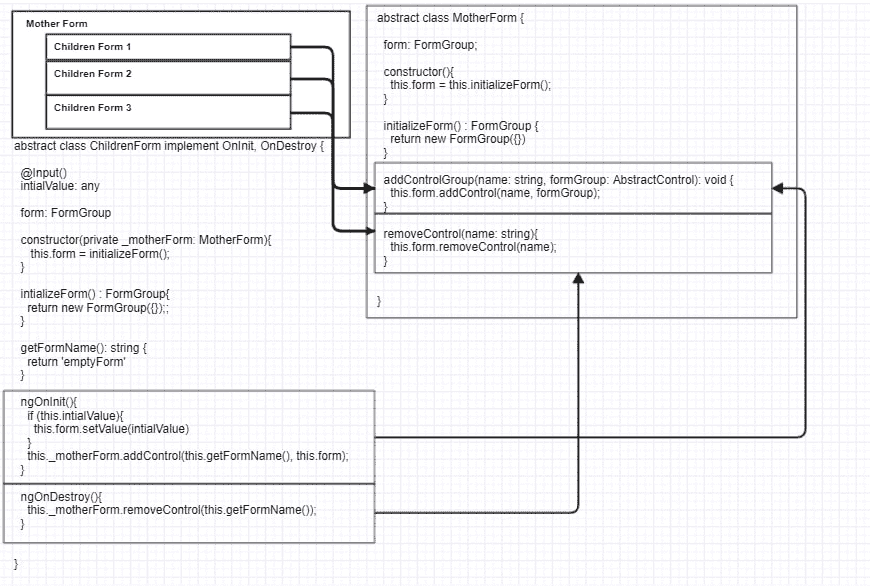 Mother Form
Children Form 1
Children Form 2
Children Form 3
abstract class ChildrenForm implement OnInit, OnDestroy {
@Input()
intialValue: any
form: FormGroup
constructor(private _motherForm: MotherForm){
this.form = initializeForm();
}
intializeForm() : FormGroup{
return new FormGroup({});;
}
getFormName(): string {
return 'emptyForm'
}
ngOnInit(){
if (this.intialValue){
this.form.setValue(intialValue)
}
this._motherForm.addControl(this.getFormName(), this.form);
}
ngOnDestroy(){
this._motherForm.removeControl(this.getFormName());
}
}
abstract class MotherForm {
form: FormGroup;
constructor(){
this.form = this.initializeForm();
}
initializeForm() : FormGroup {
return new FormGroup({})
}
addControlGroup(name: string, formGroup: AbstractControl): void {
this.form.addControl(name, formGroup);
}
removeControl(name: string){
this.form.removeControl(name);
}
}